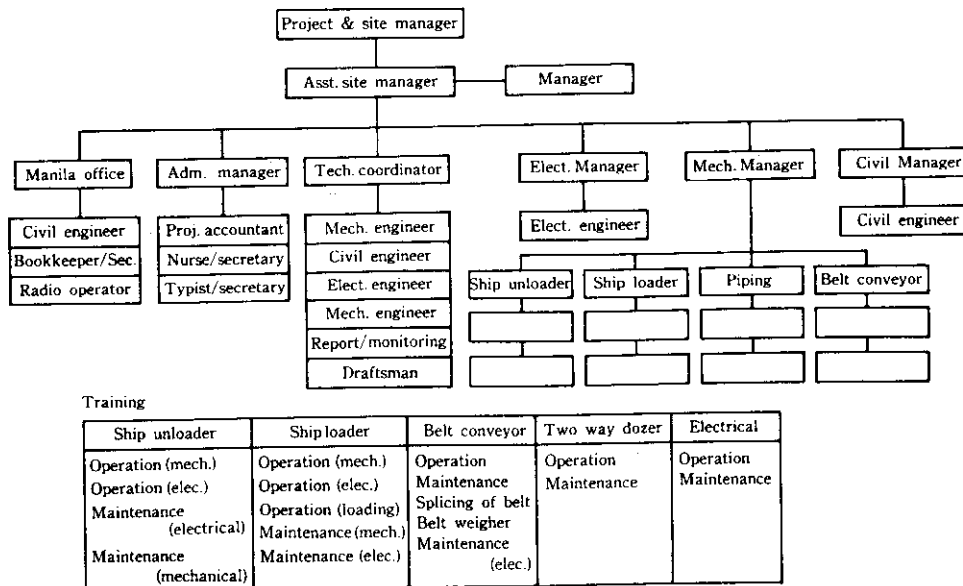 Project & site manager
Asst. site manager
Manager
Manila office
Adm. manager
Tech. coordinator
Elect. Manager
Mech. Manager
Civil Manager
Civil engineer
Bookkeeper/Sec.
Radio operator
Proj. accountant
Nurse/secretary
Typist/secretary
Mech. engineer
Civil engineer
Elect. engineer
Mech. engineer
Report/monitoring
Draftsman
Elect. engineer
Civil engineer
Ship unloader
Ship loader
Piping
Belt conveyor
Training
Ship unloader
Operation (mech.)
Operation (elec.)
Maintenance
(electrical)
Maintenance
(mechanical)
Ship loader
Operation (mech.)
Operation (elec.)
Operation (loading)
Maintenance (mech.)
Maintenance (elec.)
Belt conveyor
Operation
Maintenance
Splicing of belt
Belt weigher
Maintenance
(elec.)
Two way dozer
Operation
Maintenance
Electrical
Operation
Maintenance